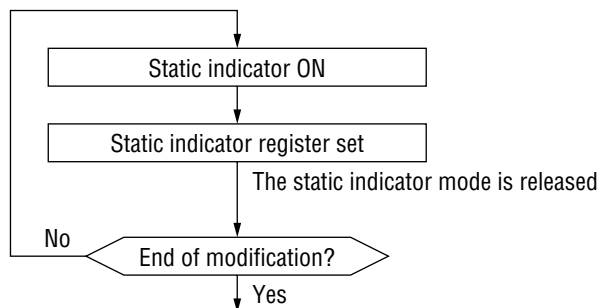 Static indicator ON
Static indicator register set
The static indicator mode is released
No
End of modification?
Yes